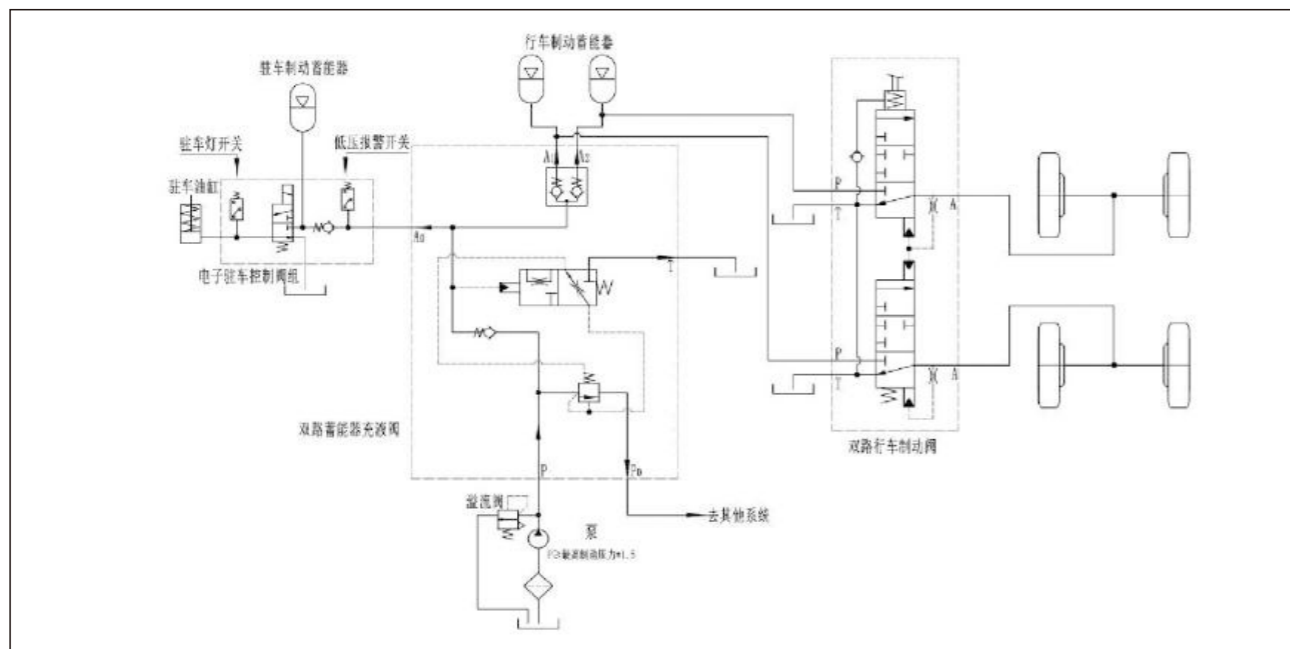 行车制动蓄能器
驻车制动蓄能器
驻车灯开关
低压报警开关
驻车油缸
A1
A2
P
T
A
A0
T
电子驻车控制阀组
P
T
A
双路蓄能器充液阀
双路行车制动阀
P
溢流阀
去其他系统
泵